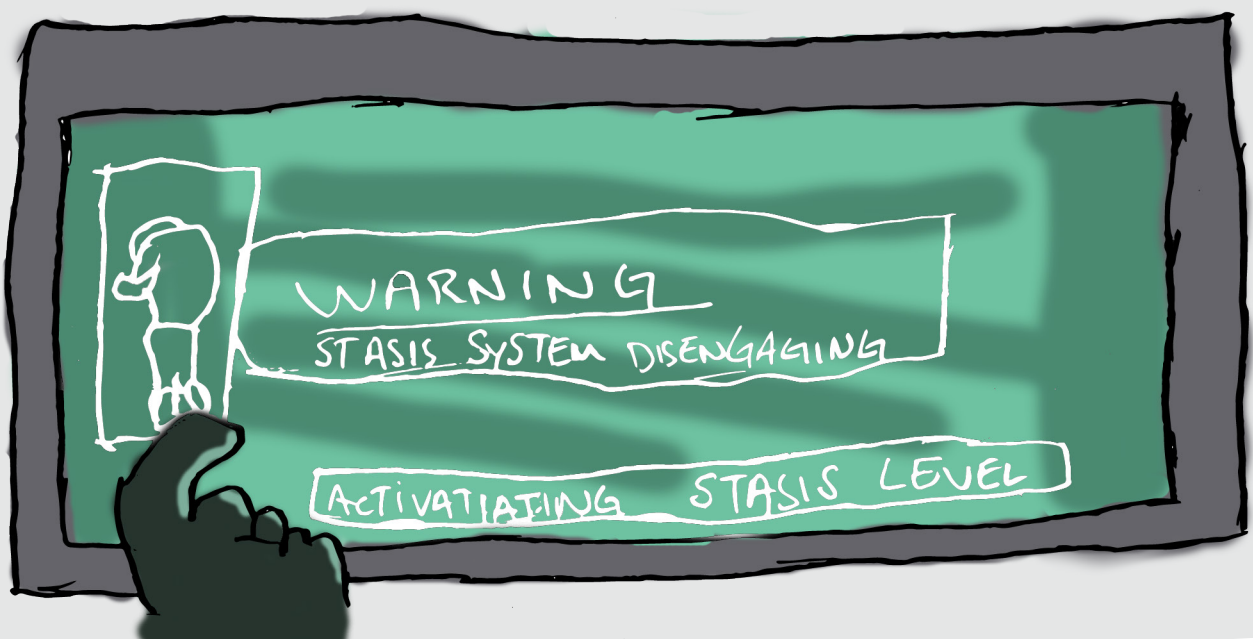 WARNING
STASIS SYSTEM DISENGAGING
ACTIVATIATING STASIS LEVEL